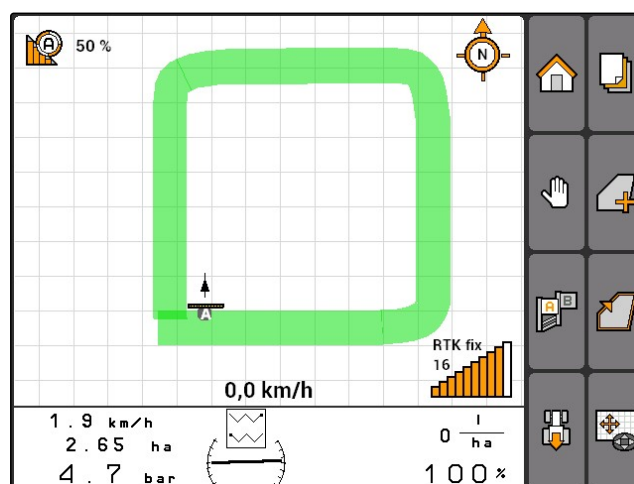 A
50 %
N
A
RTK fix
16
0,0 km/h
1.9 km/h
2.65 ha
4.7 bar
0 l/ha
100%
A B